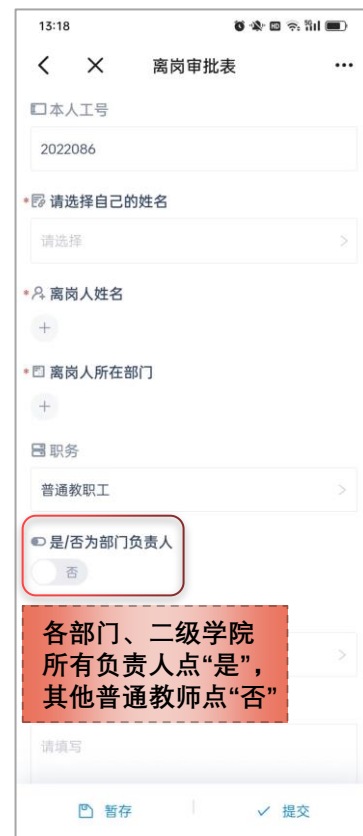 13:18
离岗审批表
本人工号
2022086
*请选择自己的姓名
请选择
*离岗人姓名
*离岗人所在部门
职务
普通教职工
是/否为部门负责人
否
各部门、二级学院
所有负责人点“是”，
其他普通教师点“否”
请填写
暂存
提交